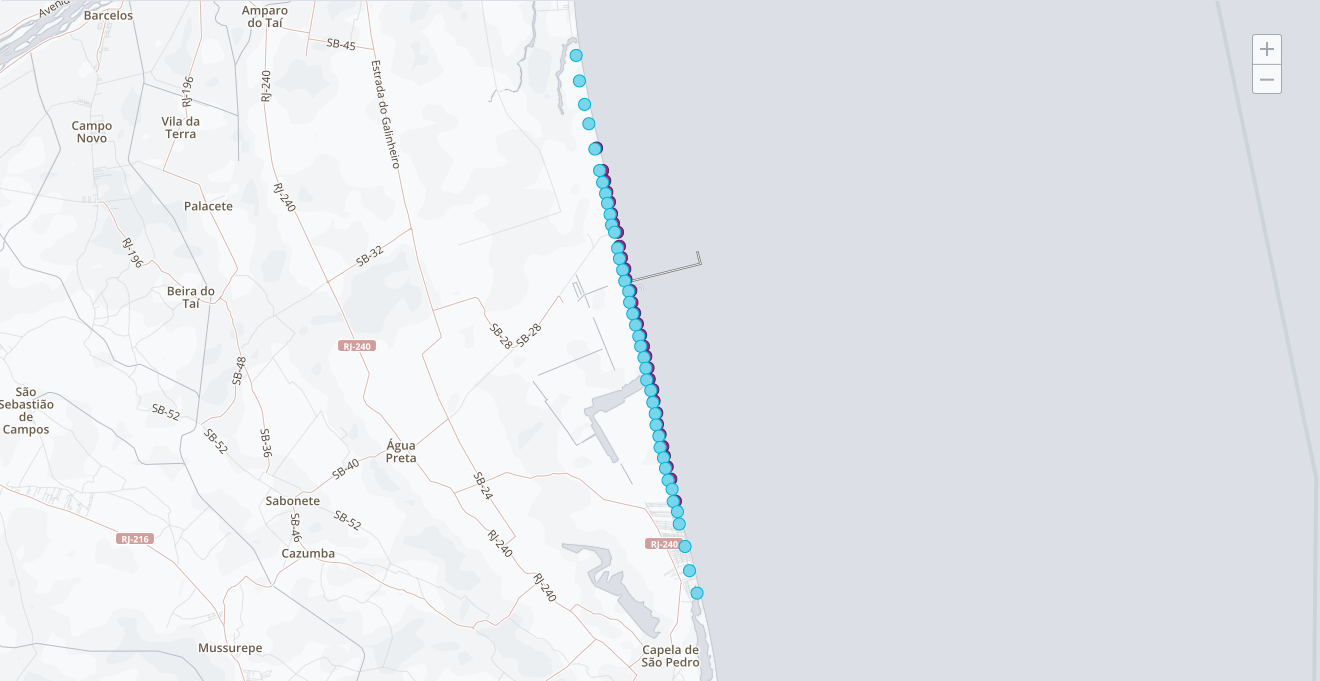 Avenid
Barcelos
Amparo
do Taí
SB-45
RJ-196
RJ-240
Estrada do Galinheiro
Campo
Novo
Vila da
Terra
RJ-240
Palacete
RJ-196
SB-32
Beira do
Taí
SB-28
SB-28
RJ-240
SB-48
São
Sebastião
de
Campos
SB-52
SB-52
SB-36
Água
Preta
SB-40
SB-24
Sabonete
SB-46
SB-52
RJ-216
Cazumba
RJ-240
RJ-240
RJ-240
Mussurepe
Capela de
São Pedro
+
−